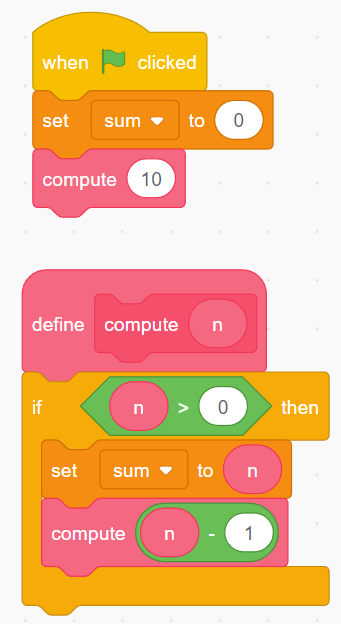 when clicked
set sum to 0
compute 10
define compute n
if n > 0 then
set sum to n
compute n - 1